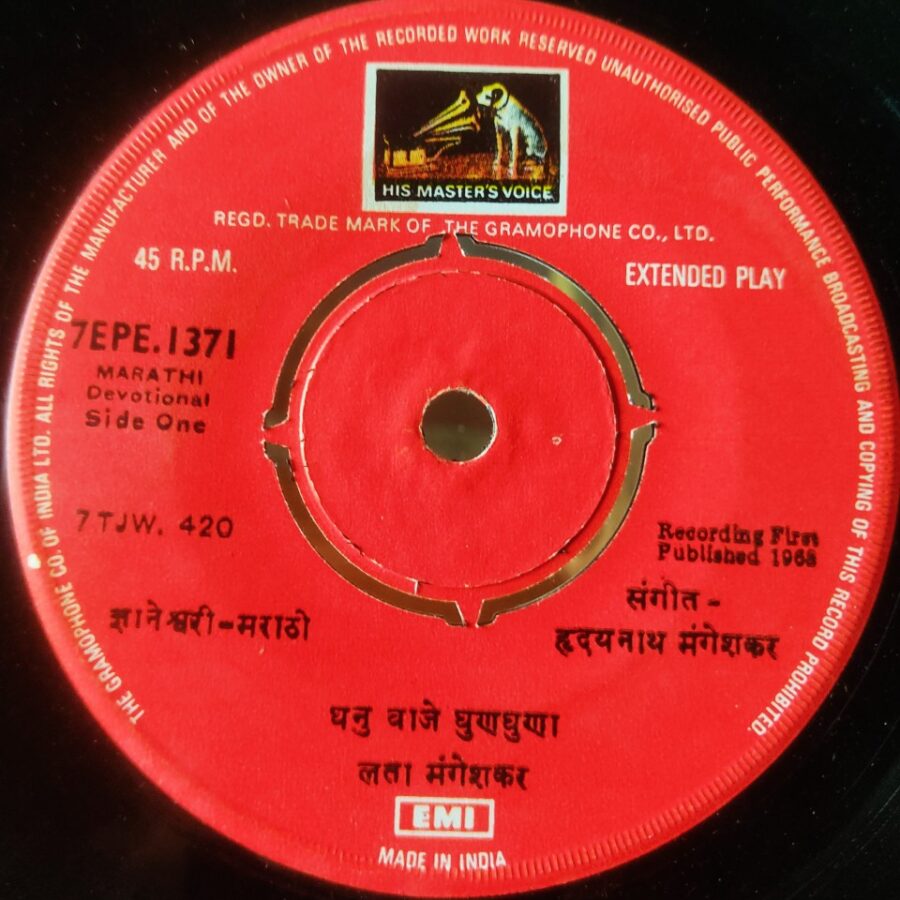 THE GRAMOPHONE CO. OF INDIA LTD. ALL RIGHTS OF THE MANUFACTURER AND OF THE OWNER OF THE RECORDED WORK RESERVED UNAUTHORISED PUBLIC PERFORMANCE BROADCASTING AND COPYING OF THIS RECORD PROHIBITED.
HIS MASTER'S VOICE
REGD. TRADE MARK OF THE GRAMOPHONE CO., LTD.
45 R.P.M.
EXTENDED PLAY
7EPE.1371
MARATHI
Devotional
Side One
7TJW. 420
Recording First
Published 1968
ज्ञानेश्वरी-मराठी
संगीत -
हृदयनाथ मंगेशकर
घनु वाजे घुणघुणा
लता मंगेशकर
EMI
MADE IN INDIA